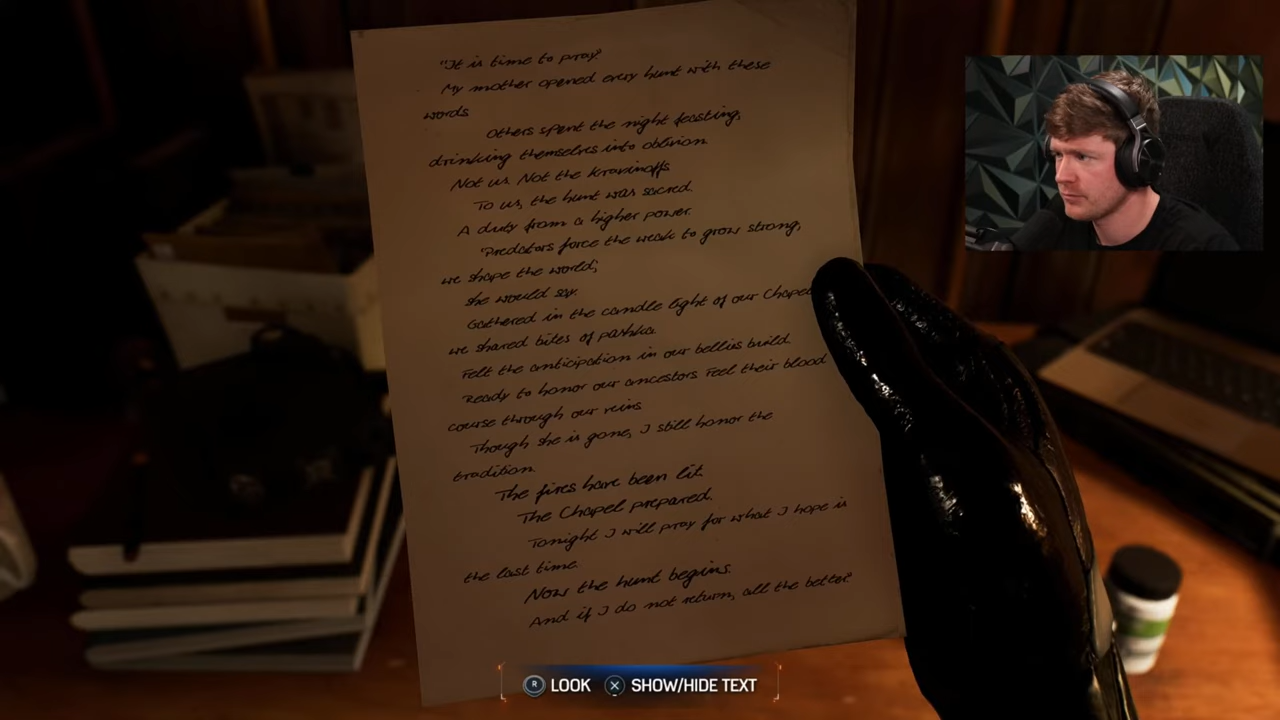 "It is time to pray."
My mother opened every hunt with these
words.
Others spent the night feasting,
drinking themselves into oblivion.
Not us. Not the Kravinoffs.
To us, the hunt was sacred.
A duty from a higher power.
"Predators force the weak to grow strong,
we shape the world,"
she would say.
Gathered in the candle light of our Chapel
we shared bites of pashka.
Felt the anticipation in our bellies build.
Ready to honor our ancestors. Feel their blood
course through our veins.
Though she is gone, I still honor the
tradition.
The fires have been lit.
The Chapel prepared.
Tonight I will pray for what I hope is
the last time.
Now the hunt begins.
And if I do not return, all the better."
R LOOK X SHOW/HIDE TEXT